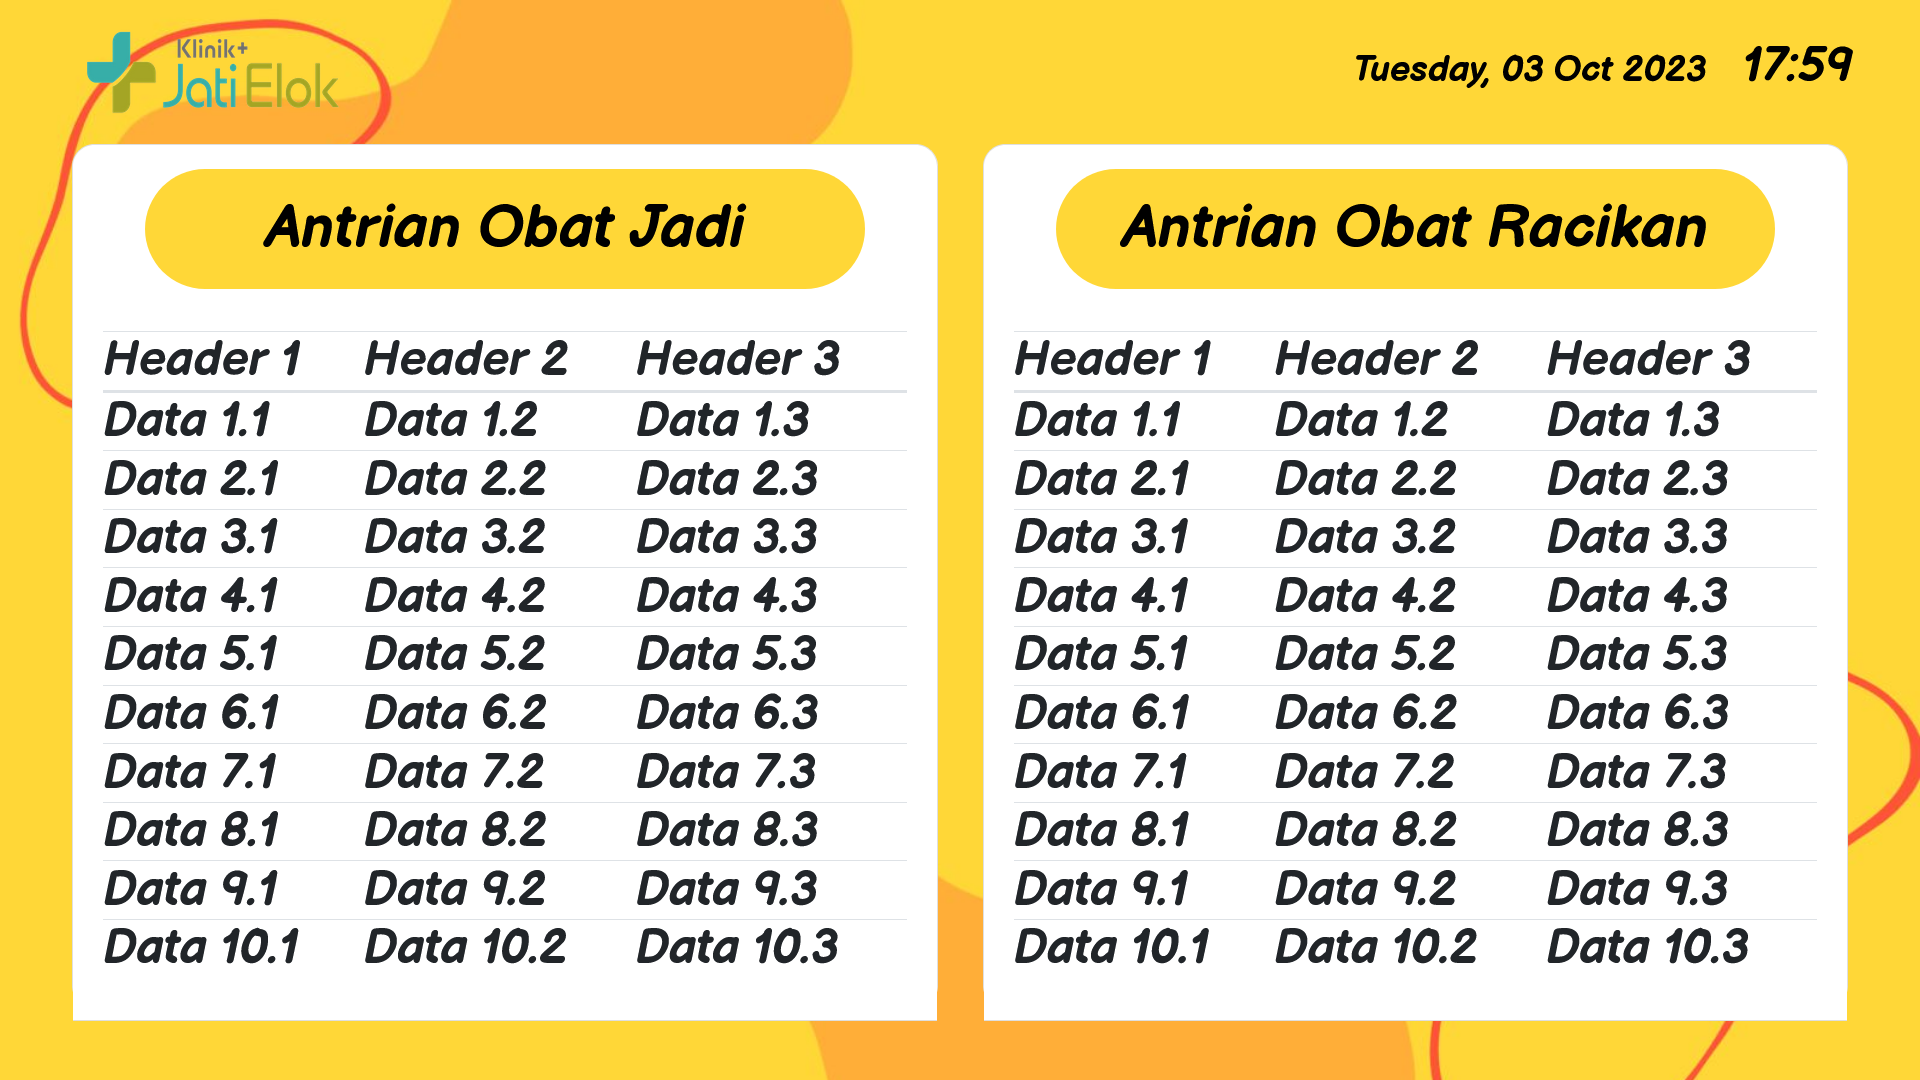 Klinik+
Jati Elok
Tuesday, 03 Oct 2023 17:59
Antrian Obat Jadi
Header 1 Header 2 Header 3
Data 1.1 Data 1.2 Data 1.3
Data 2.1 Data 2.2 Data 2.3
Data 3.1 Data 3.2 Data 3.3
Data 4.1 Data 4.2 Data 4.3
Data 5.1 Data 5.2 Data 5.3
Data 6.1 Data 6.2 Data 6.3
Data 7.1 Data 7.2 Data 7.3
Data 8.1 Data 8.2 Data 8.3
Data 9.1 Data 9.2 Data 9.3
Data 10.1 Data 10.2 Data 10.3
Antrian Obat Racikan
Header 1 Header 2 Header 3
Data 1.1 Data 1.2 Data 1.3
Data 2.1 Data 2.2 Data 2.3
Data 3.1 Data 3.2 Data 3.3
Data 4.1 Data 4.2 Data 4.3
Data 5.1 Data 5.2 Data 5.3
Data 6.1 Data 6.2 Data 6.3
Data 7.1 Data 7.2 Data 7.3
Data 8.1 Data 8.2 Data 8.3
Data 9.1 Data 9.2 Data 9.3
Data 10.1 Data 10.2 Data 10.3